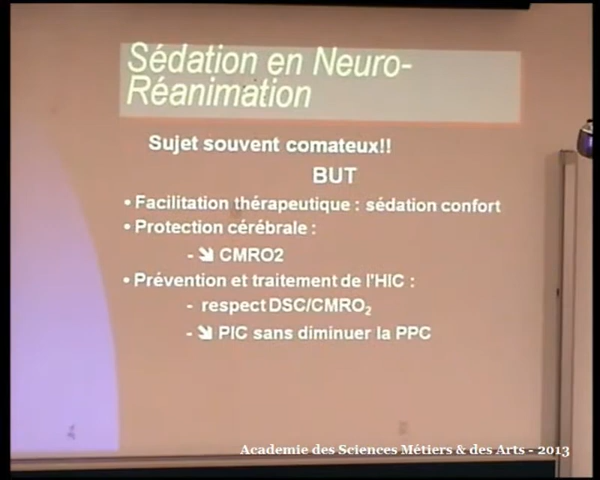 Sédation en Neuro-
Réanimation
Sujet souvent comateux!!
BUT
• Facilitation thérapeutique : sédation confort
• Protection cérébrale :
- ↘ CMRO2
• Prévention et traitement de l'HIC :
- respect DSC/CMRO₂
- ↘ PIC sans diminuer la PPC
Academie des Sciences Métiers & des Arts - 2013